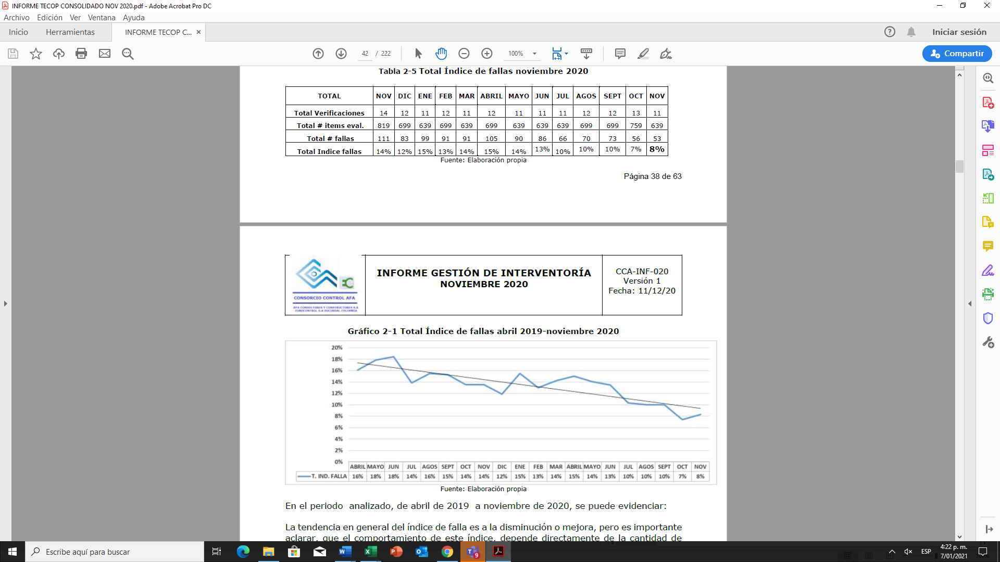 INFORME TECOP CONSOLIDADO NOV 2020.pdf - Adobe Acrobat Pro DC
Archivo Edición Ver Ventana Ayuda
Inicio Herramientas INFORME TECOP C... × Iniciar sesión
42 / 222 100% Compartir
Tabla 2-5 Total Índice de fallas noviembre 2020
TOTAL NOV DIC ENE FEB MAR ABRIL MAYO JUN JUL AGOS SEPT OCT NOV
Total Verificaciones 14 12 11 12 11 12 11 11 11 12 12 13 11
Total # items eval. 819 699 639 699 639 699 639 639 639 699 699 759 639
Total # fallas 111 83 99 91 91 105 90 86 66 70 73 56 53
Total Indice fallas 14% 12% 15% 13% 14% 15% 14% 13% 10% 10% 10% 7% 8%
Fuente: Elaboración propia
Página 38 de 63
CONSORCIO CONTROL AFA
AFA CONSULTORES Y CONSTRUCTORES S.A
EUROCONTROL S.A SUCURSAL COLOMBIA
INFORME GESTIÓN DE INTERVENTORÍA
NOVIEMBRE 2020
CCA-INF-020
Versión 1
Fecha: 11/12/20
Gráfico 2-1 Total Índice de fallas abril 2019-noviembre 2020
20%
18%
16%
14%
12%
10%
8%
6%
4%
2%
0%
ABRIL MAYO JUN JUL AGOS SEPT OCT NOV DIC ENE FEB MAR ABRIL MAYO JUN JUL AGOS SEPT OCT NOV
T. IND. FALLA 16% 18% 18% 14% 16% 15% 14% 14% 12% 15% 13% 14% 15% 14% 13% 10% 10% 10% 7% 8%
Fuente: Elaboración propia
En el periodo analizado, de abril de 2019 a noviembre de 2020, se puede evidenciar:
La tendencia en general del índice de falla es a la disminución o mejora, pero es importante
aclarar, que el comportamiento de este índice, depende directamente de la cantidad de
Escribe aquí para buscar
9
ESP
4:22 p. m.
7/01/2021